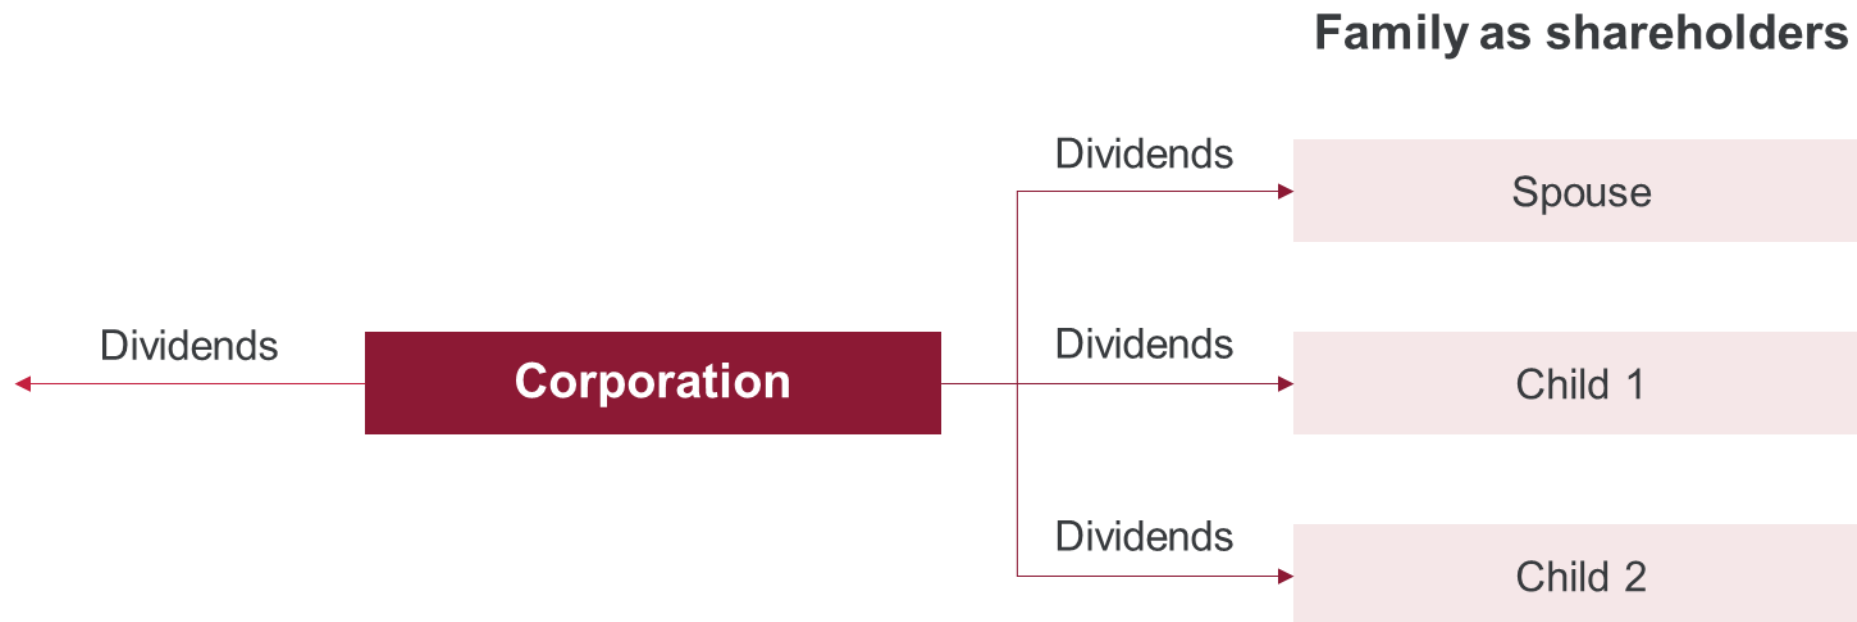 Family as shareholders
Dividends
Spouse
Dividends
Corporation
Dividends
Child 1
Dividends
Child 2